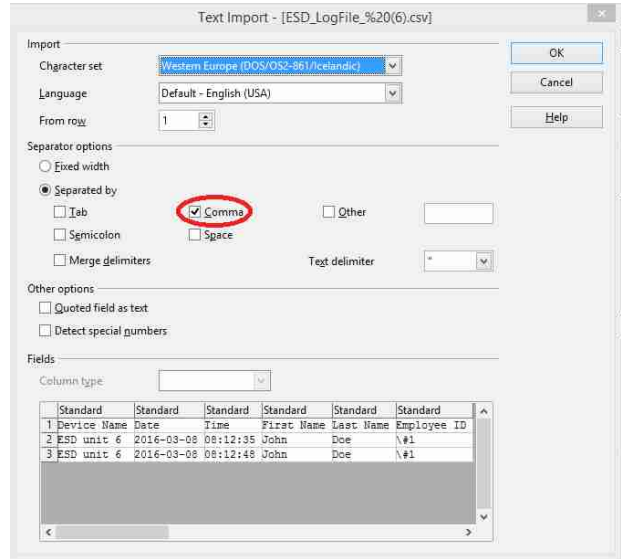 Text Import - [ESD_LogFile_%20(6).csv]
Import
Character set Western Europe (DOS/OS2-861/Icelandic)
Language Default - English (USA)
From row 1
OK
Cancel
Help
Separator options
Fixed width
Separated by
Tab Comma Other
Semicolon Space
Merge delimiters Text delimiter "
Other options
Quoted field as text
Detect special numbers
Fields
Column type
Standard Standard Standard Standard Standard Standard
1 Device Name Date Time First Name Last Name Employee ID
2 ESD unit 6 2016-03-08 08:12:35 John Doe \#1
3 ESD unit 6 2016-03-08 08:12:48 John Doe \#1